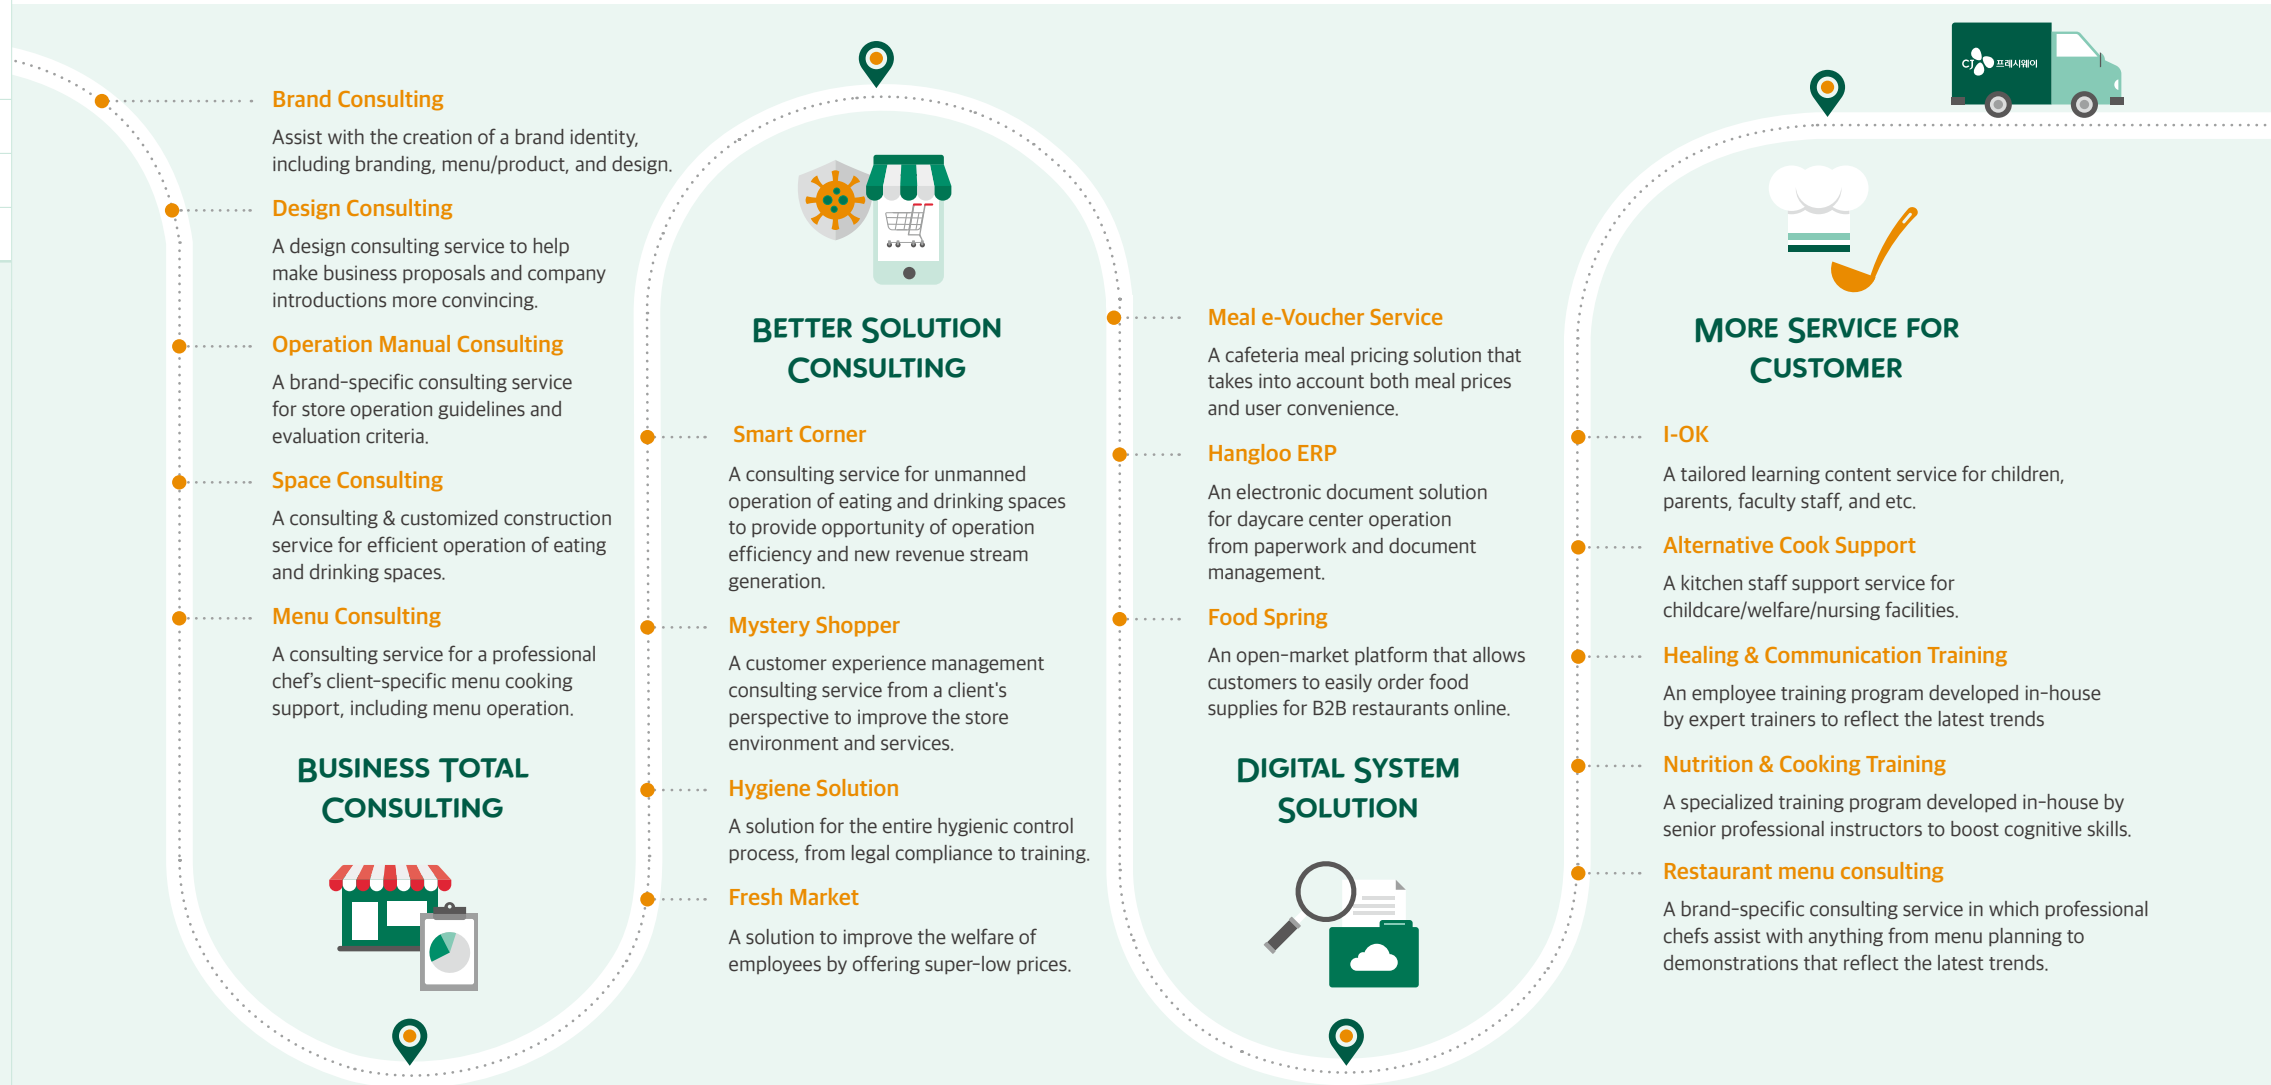 Brand Consulting
Assist with the creation of a brand identity,
including branding, menu/product, and design.
Design Consulting
A design consulting service to help
make business proposals and company
introductions more convincing.
Operation Manual Consulting
A brand-specific consulting service
for store operation guidelines and
evaluation criteria.
Space Consulting
A consulting & customized construction
service for efficient operation of eating
and drinking spaces.
Menu Consulting
A consulting service for a professional
chef's client-specific menu cooking
support, including menu operation.
BUSINESS TOTAL
CONSULTING
BETTER SOLUTION
CONSULTING
Smart Corner
A consulting service for unmanned
operation of eating and drinking spaces
to provide opportunity of operation
efficiency and new revenue stream
generation.
Mystery Shopper
A customer experience management
consulting service from a client's
perspective to improve the store
environment and services.
Hygiene Solution
A solution for the entire hygienic control
process, from legal compliance to training.
Fresh Market
A solution to improve the welfare of
employees by offering super-low prices.
Meal e-Voucher Service
A cafeteria meal pricing solution that
takes into account both meal prices
and user convenience.
Hangloo ERP
An electronic document solution
for daycare center operation
from paperwork and document
management.
Food Spring
An open-market platform that allows
customers to easily order food
supplies for B2B restaurants online.
DIGITAL SYSTEM
SOLUTION
CJ 프레시웨이
MORE SERVICE FOR
CUSTOMER
I-OK
A tailored learning content service for children,
parents, faculty staff, and etc.
Alternative Cook Support
A kitchen staff support service for
childcare/welfare/nursing facilities.
Healing & Communication Training
An employee training program developed in-house
by expert trainers to reflect the latest trends
Nutrition & Cooking Training
A specialized training program developed in-house by
senior professional instructors to boost cognitive skills.
Restaurant menu consulting
A brand-specific consulting service in which professional
chefs assist with anything from menu planning to
demonstrations that reflect the latest trends.